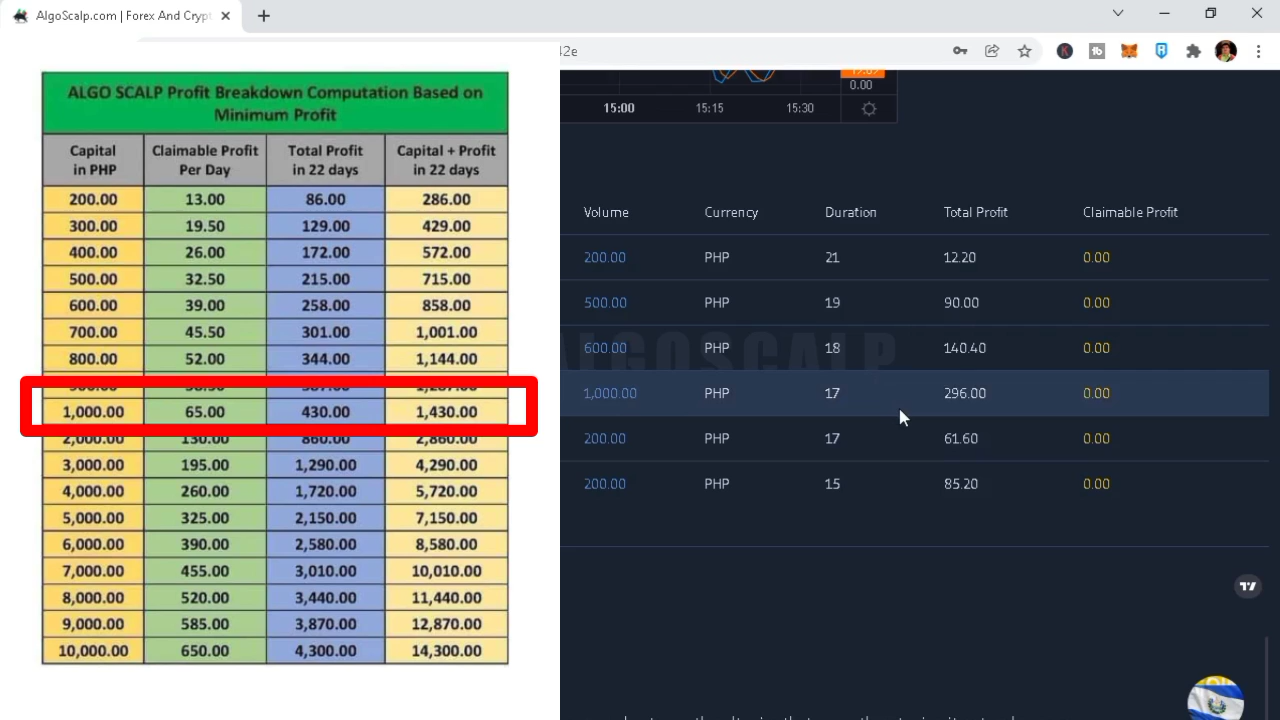 AlgoScalp.com | Forex And Crypt
42e
ALGO SCALP Profit Breakdown Computation Based on
Minimum Profit
Capital in PHP Claimable Profit Per Day Total Profit in 22 days Capital + Profit in 22 days
200.00 13.00 86.00 286.00
300.00 19.50 129.00 429.00
400.00 26.00 172.00 572.00
500.00 32.50 215.00 715.00
600.00 39.00 258.00 858.00
700.00 45.50 301.00 1,001.00
800.00 52.00 344.00 1,144.00
1,000.00 65.00 430.00 1,430.00
2,000.00 130.00 860.00 2,860.00
3,000.00 195.00 1,290.00 4,290.00
4,000.00 260.00 1,720.00 5,720.00
5,000.00 325.00 2,150.00 7,150.00
6,000.00 390.00 2,580.00 8,580.00
7,000.00 455.00 3,010.00 10,010.00
8,000.00 520.00 3,440.00 11,440.00
9,000.00 585.00 3,870.00 12,870.00
10,000.00 650.00 4,300.00 14,300.00
0.00
15:00 15:15 15:30
Volume Currency Duration Total Profit Claimable Profit
200.00 PHP 21 12.20 0.00
500.00 PHP 19 90.00 0.00
600.00 PHP 18 140.40 0.00
ALGOSCALP
1,000.00 PHP 17 296.00 0.00
200.00 PHP 17 61.60 0.00
200.00 PHP 15 85.20 0.00